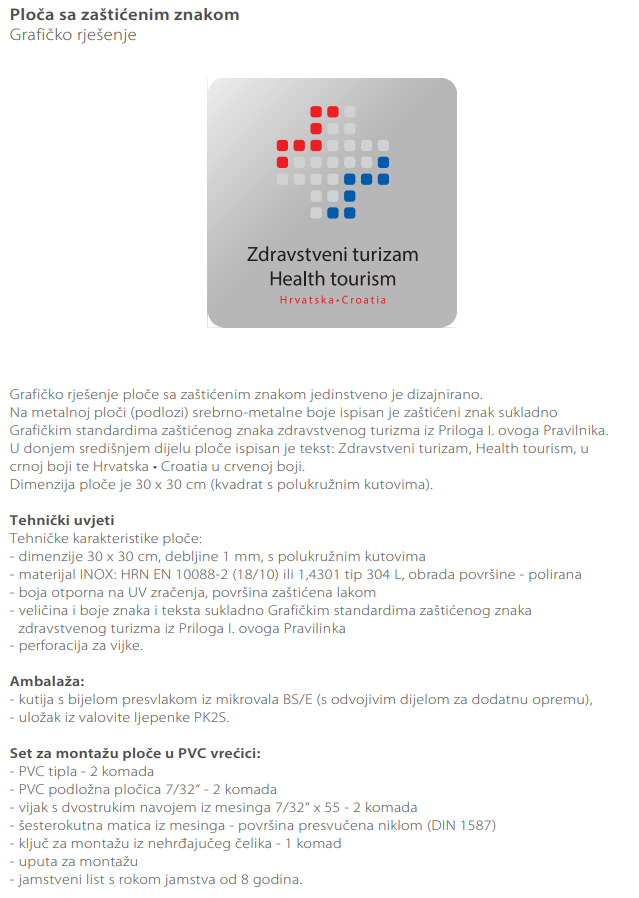 Ploča sa zaštićenim znakom
Grafičko rješenje
Zdravstveni turizam
Health tourism
Hrvatska•Croatia
Grafičko rješenje ploče sa zaštićenim znakom jedinstveno je dizajnirano.
Na metalnoj ploči (podlozi) srebrno-metalne boje ispisan je zaštićeni znak sukladno
Grafičkim standardima zaštićenog znaka zdravstvenog turizma iz Priloga I. ovoga Pravilnika.
U donjem središnjem dijelu ploče ispisan je tekst: Zdravstveni turizam, Health tourism, u
crnoj boji te Hrvatska • Croatia u crvenoj boji.
Dimenzija ploče je 30 x 30 cm (kvadrat s polukružnim kutovima).
Tehnički uvjeti
Tehničke karakteristike ploče:
- dimenzije 30 x 30 cm, debljine 1 mm, s polukružnim kutovima
- materijal INOX: HRN EN 10088-2 (18/10) ili 1,4301 tip 304 L, obrada površine - polirana
- boja otporna na UV zračenja, površina zaštićena lakom
- veličina i boje znaka i teksta sukladno Grafičkim standardima zaštićenog znaka
zdravstvenog turizma iz Priloga I. ovoga Pravilinka
- perforacija za vijke.
Ambalaža:
- kutija s bijelom presvlakom iz mikrovala BS/E (s odvojivim dijelom za dodatnu opremu),
- uložak iz valovite ljepenke PK2S.
Set za montažu ploče u PVC vrećici:
- PVC tipla - 2 komada
- PVC podložna pločica 7/32“ - 2 komada
- vijak s dvostrukim navojem iz mesinga 7/32“ x 55 - 2 komada
- šesterokutna matica iz mesinga - površina presvučena niklom (DIN 1587)
- ključ za montažu iz nehrđajučeg čelika - 1 komad
- uputa za montažu
- jamstveni list s rokom jamstva od 8 godina.